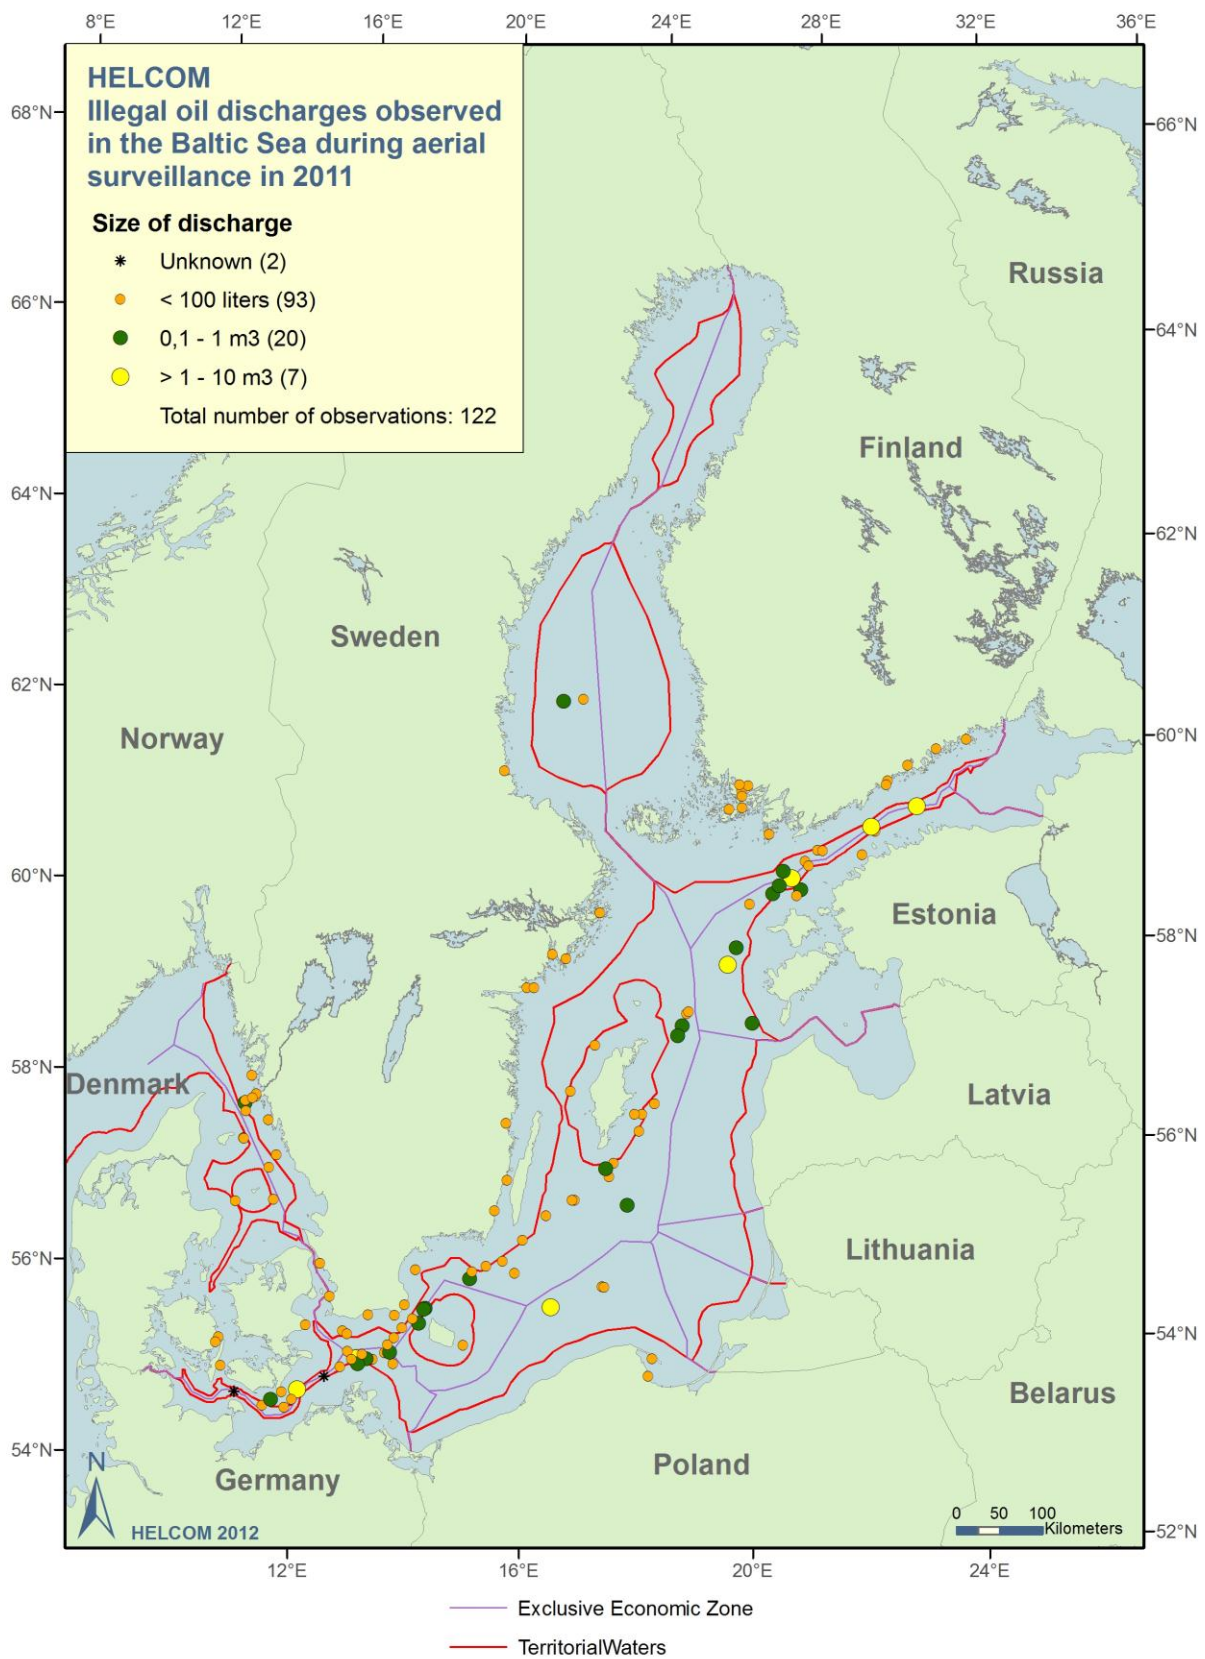 8°E 12°E 16°E 20°E 24°E 28°E 32°E 36°E
HELCOM
Illegal oil discharges observed
in the Baltic Sea during aerial
surveillance in 2011
Size of discharge
Unknown (2)
< 100 liters (93)
0,1 - 1 m3 (20)
> 1 - 10 m3 (7)
Total number of observations: 122
68°N
66°N
Russia
66°N
64°N
Finland
64°N
62°N
Sweden
62°N
Norway
60°N
60°N
Estonia
58°N
58°N
Denmark
Latvia
56°N
56°N
Lithuania
54°N
Belarus
54°N
Poland
Germany
N
HELCOM 2012
0 50 100
Kilometers
52°N
12°E 16°E 20°E 24°E
Exclusive Economic Zone
TerritorialWaters